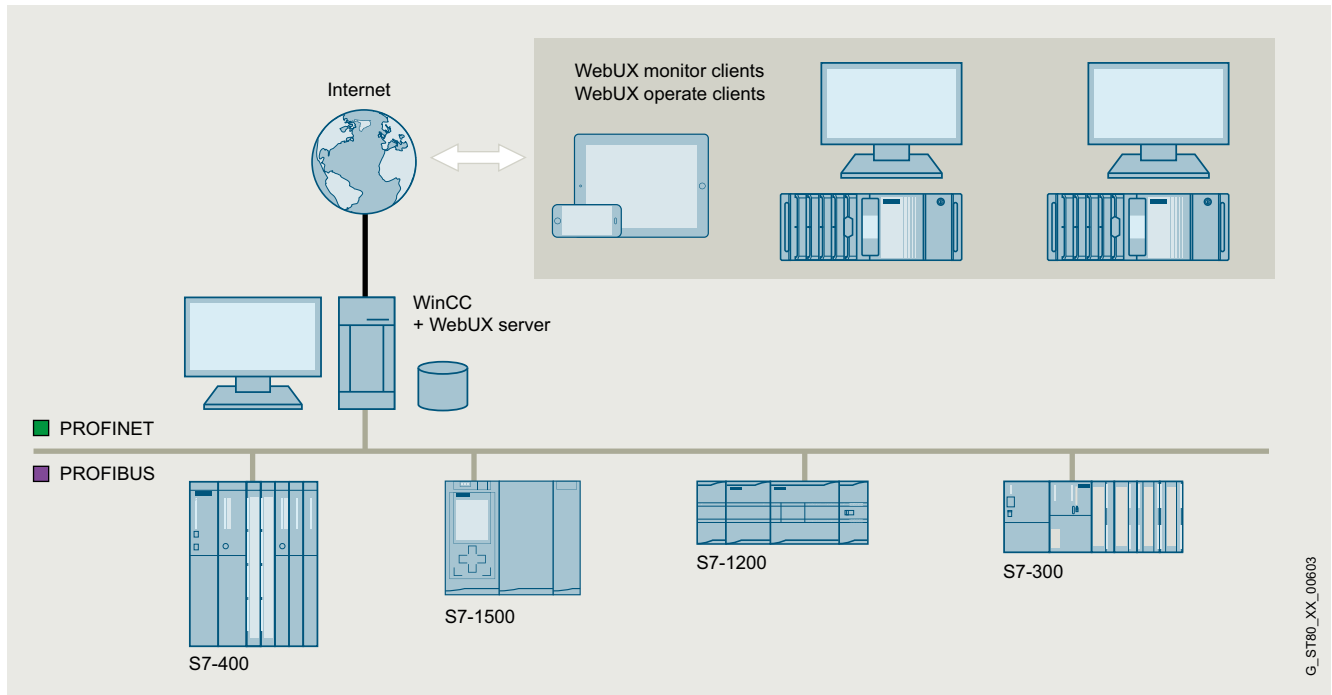 Internet
WebUX monitor clients
WebUX operate clients
WinCC
+ WebUX server
PROFINET
PROFIBUS
S7-400
S7-1500
S7-1200
S7-300
G_ST80_XX_00603